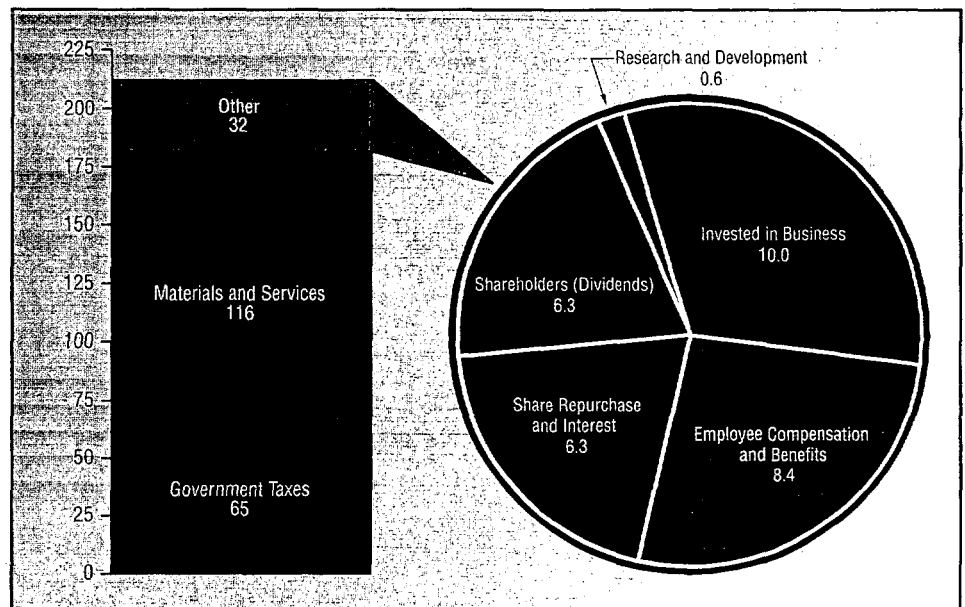 225
200
175
150
125
100
75
50
25
0
Other
32
Materials and Services
116
Government Taxes
65
Research and Development
0.6
Invested in Business
10.0
Shareholders (Dividends)
6.3
Share Repurchase
and Interest
6.3
Employee Compensation
and Benefits
8.4